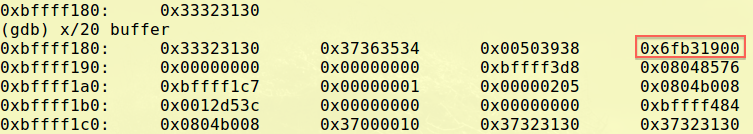 0xbffff180: 0x33323130
(gdb) x/20 buffer
0xbffff180: 0x33323130 0x37363534 0x00503938 0x6fb31900
0xbffff190: 0x00000000 0x00000000 0xbffff3d8 0x08048576
0xbffff1a0: 0xbffff1c7 0x00000001 0x00000205 0x0804b008
0xbffff1b0: 0x0012d53c 0x00000000 0x00000000 0xbffff484
0xbffff1c0: 0x0804b008 0x37000010 0x37323130 0x37323130